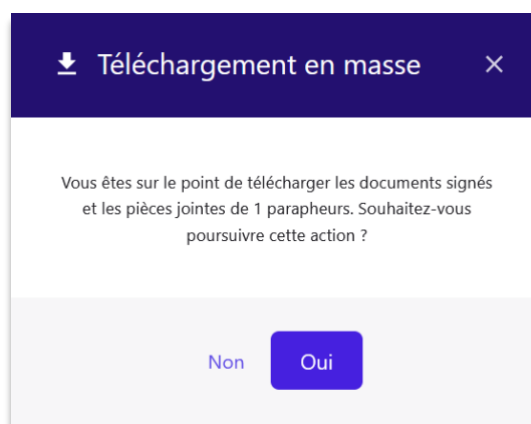 Téléchargement en masse
Vous êtes sur le point de télécharger les documents signés
et les pièces jointes de 1 parapheurs. Souhaitez-vous
poursuivre cette action ?
Non
Oui